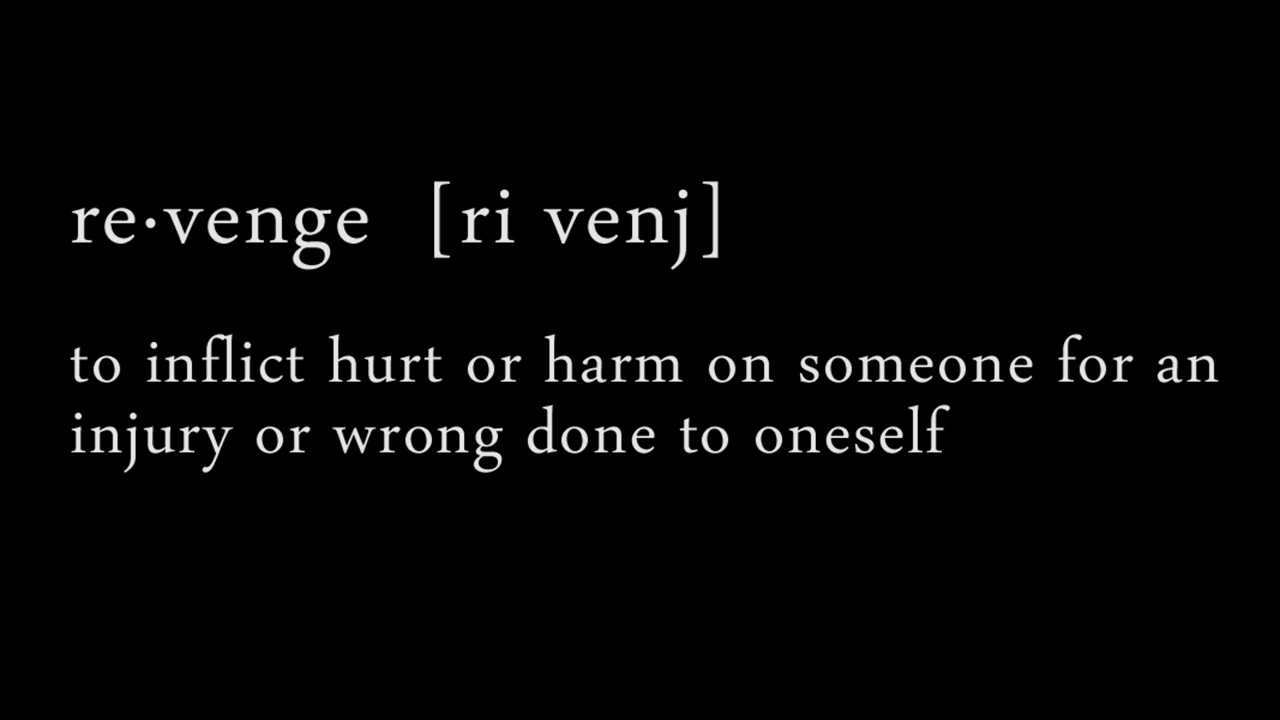 re·venge [ri venj]
to inflict hurt or harm on someone for an
injury or wrong done to oneself